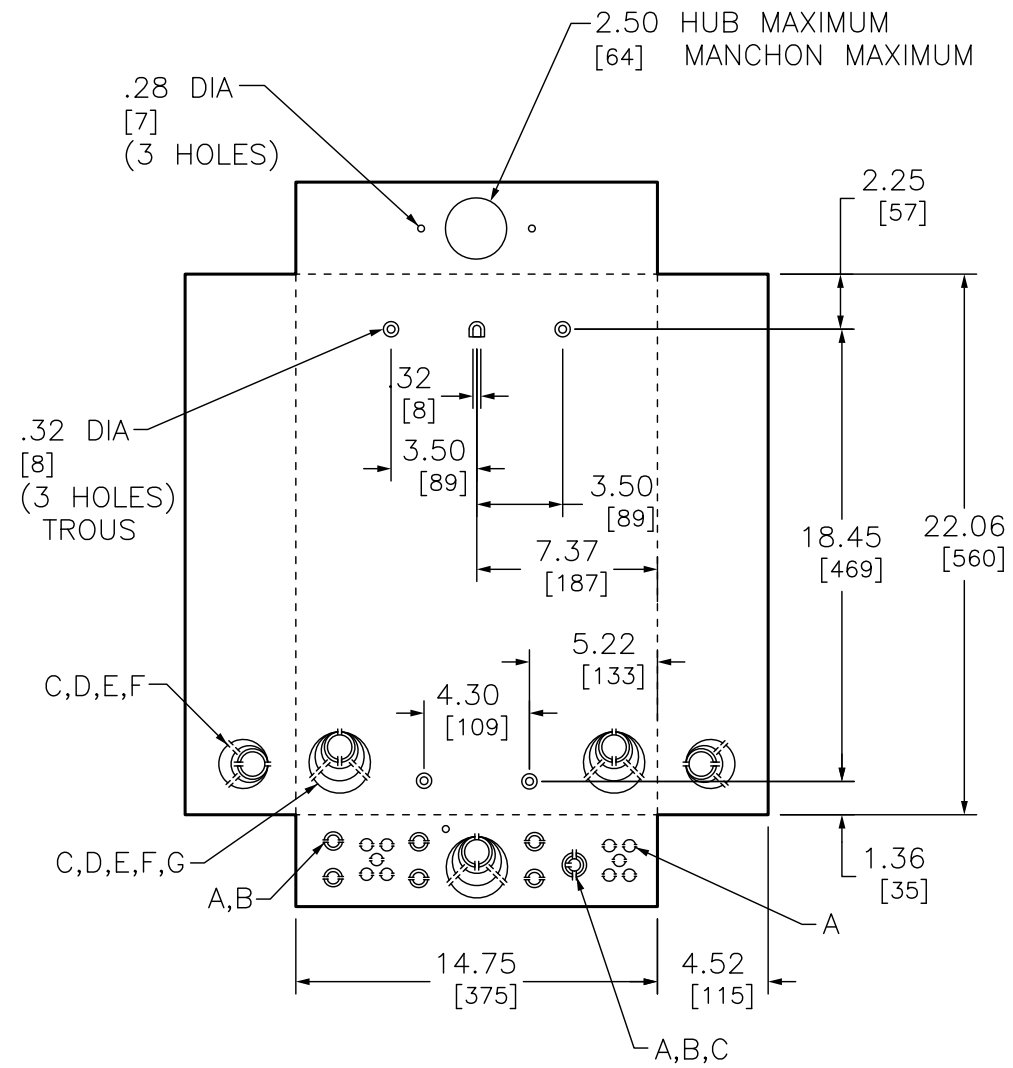 2.50 HUB MAXIMUM
[64] MANCHON MAXIMUM
.28 DIA
[7]
(3 HOLES)
2.25
[57]
.32
[8]
.32 DIA
[8]
(3 HOLES)
TROUS
3.50
[89]
3.50
[89]
7.37
[187]
18.45
[469]
22.06
[560]
5.22
[133]
4.30
[109]
C,D,E,F
C,D,E,F,G
A,B
1.36
[35]
A
14.75
[375]
4.52
[115]
A,B,C